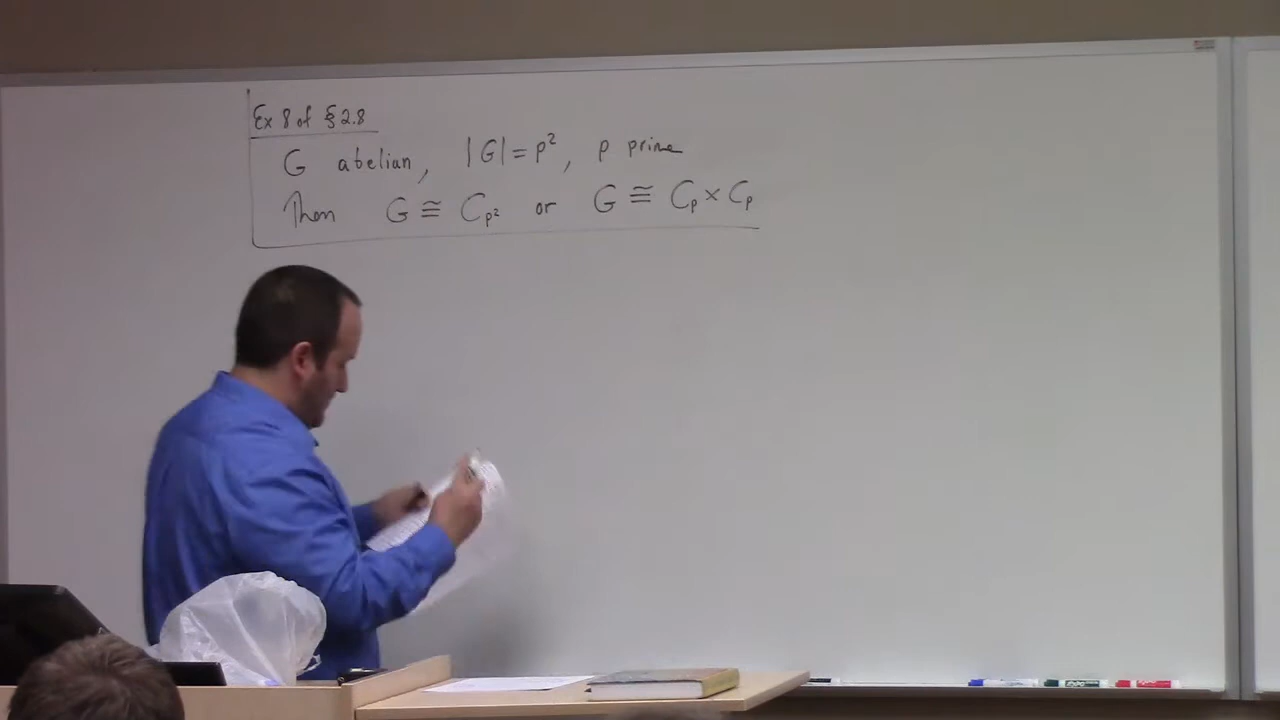 Ex 8 of § 2.8
G abelian, |G| = p², p prime
Then G ≅ C_{p²} or G ≅ C_p × C_p